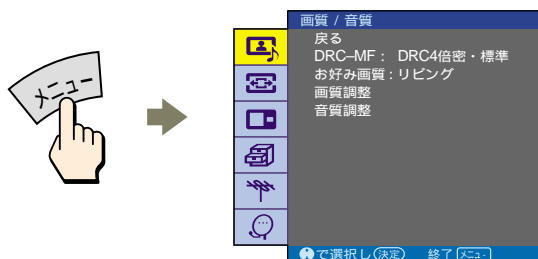 メニュー
画質 / 音質
戻る
DRC–MF： DRC4倍密・標準
お好み画質：リビング
画質調整
音質調整
で選択し 決定 終了 メニュー